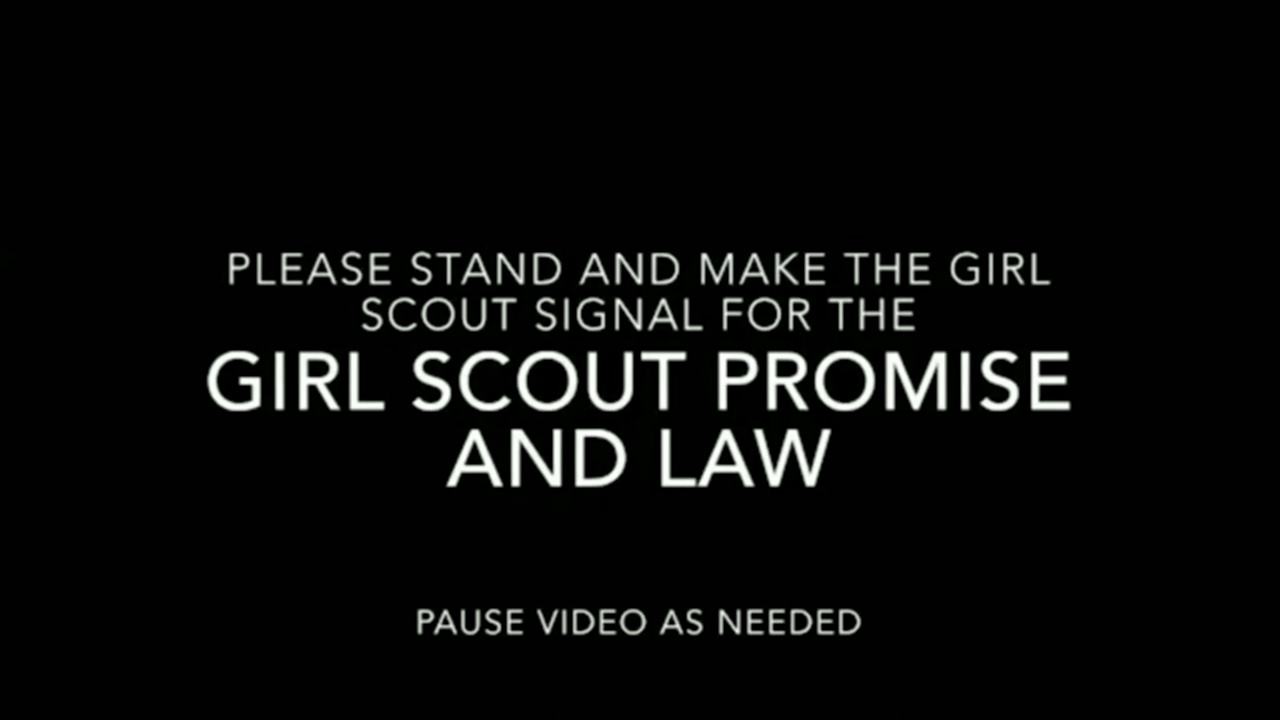 PLEASE STAND AND MAKE THE GIRL
SCOUT SIGNAL FOR THE
GIRL SCOUT PROMISE
AND LAW
PAUSE VIDEO AS NEEDED